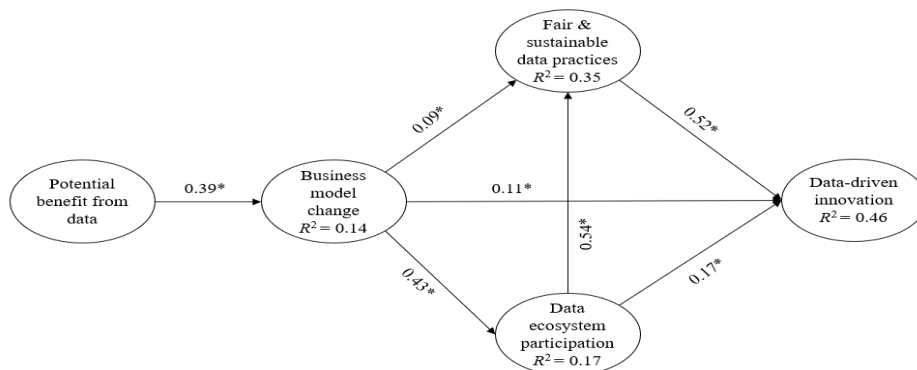 Fair &
sustainable
data practices
R² = 0.35
0.09*
0.52*
Potential
benefit from
data
0.39*
Business
model
change
R² = 0.14
0.11*
Data-driven
innovation
R² = 0.46
0.54*
0.43*
0.17*
Data
ecosystem
participation
R² = 0.17